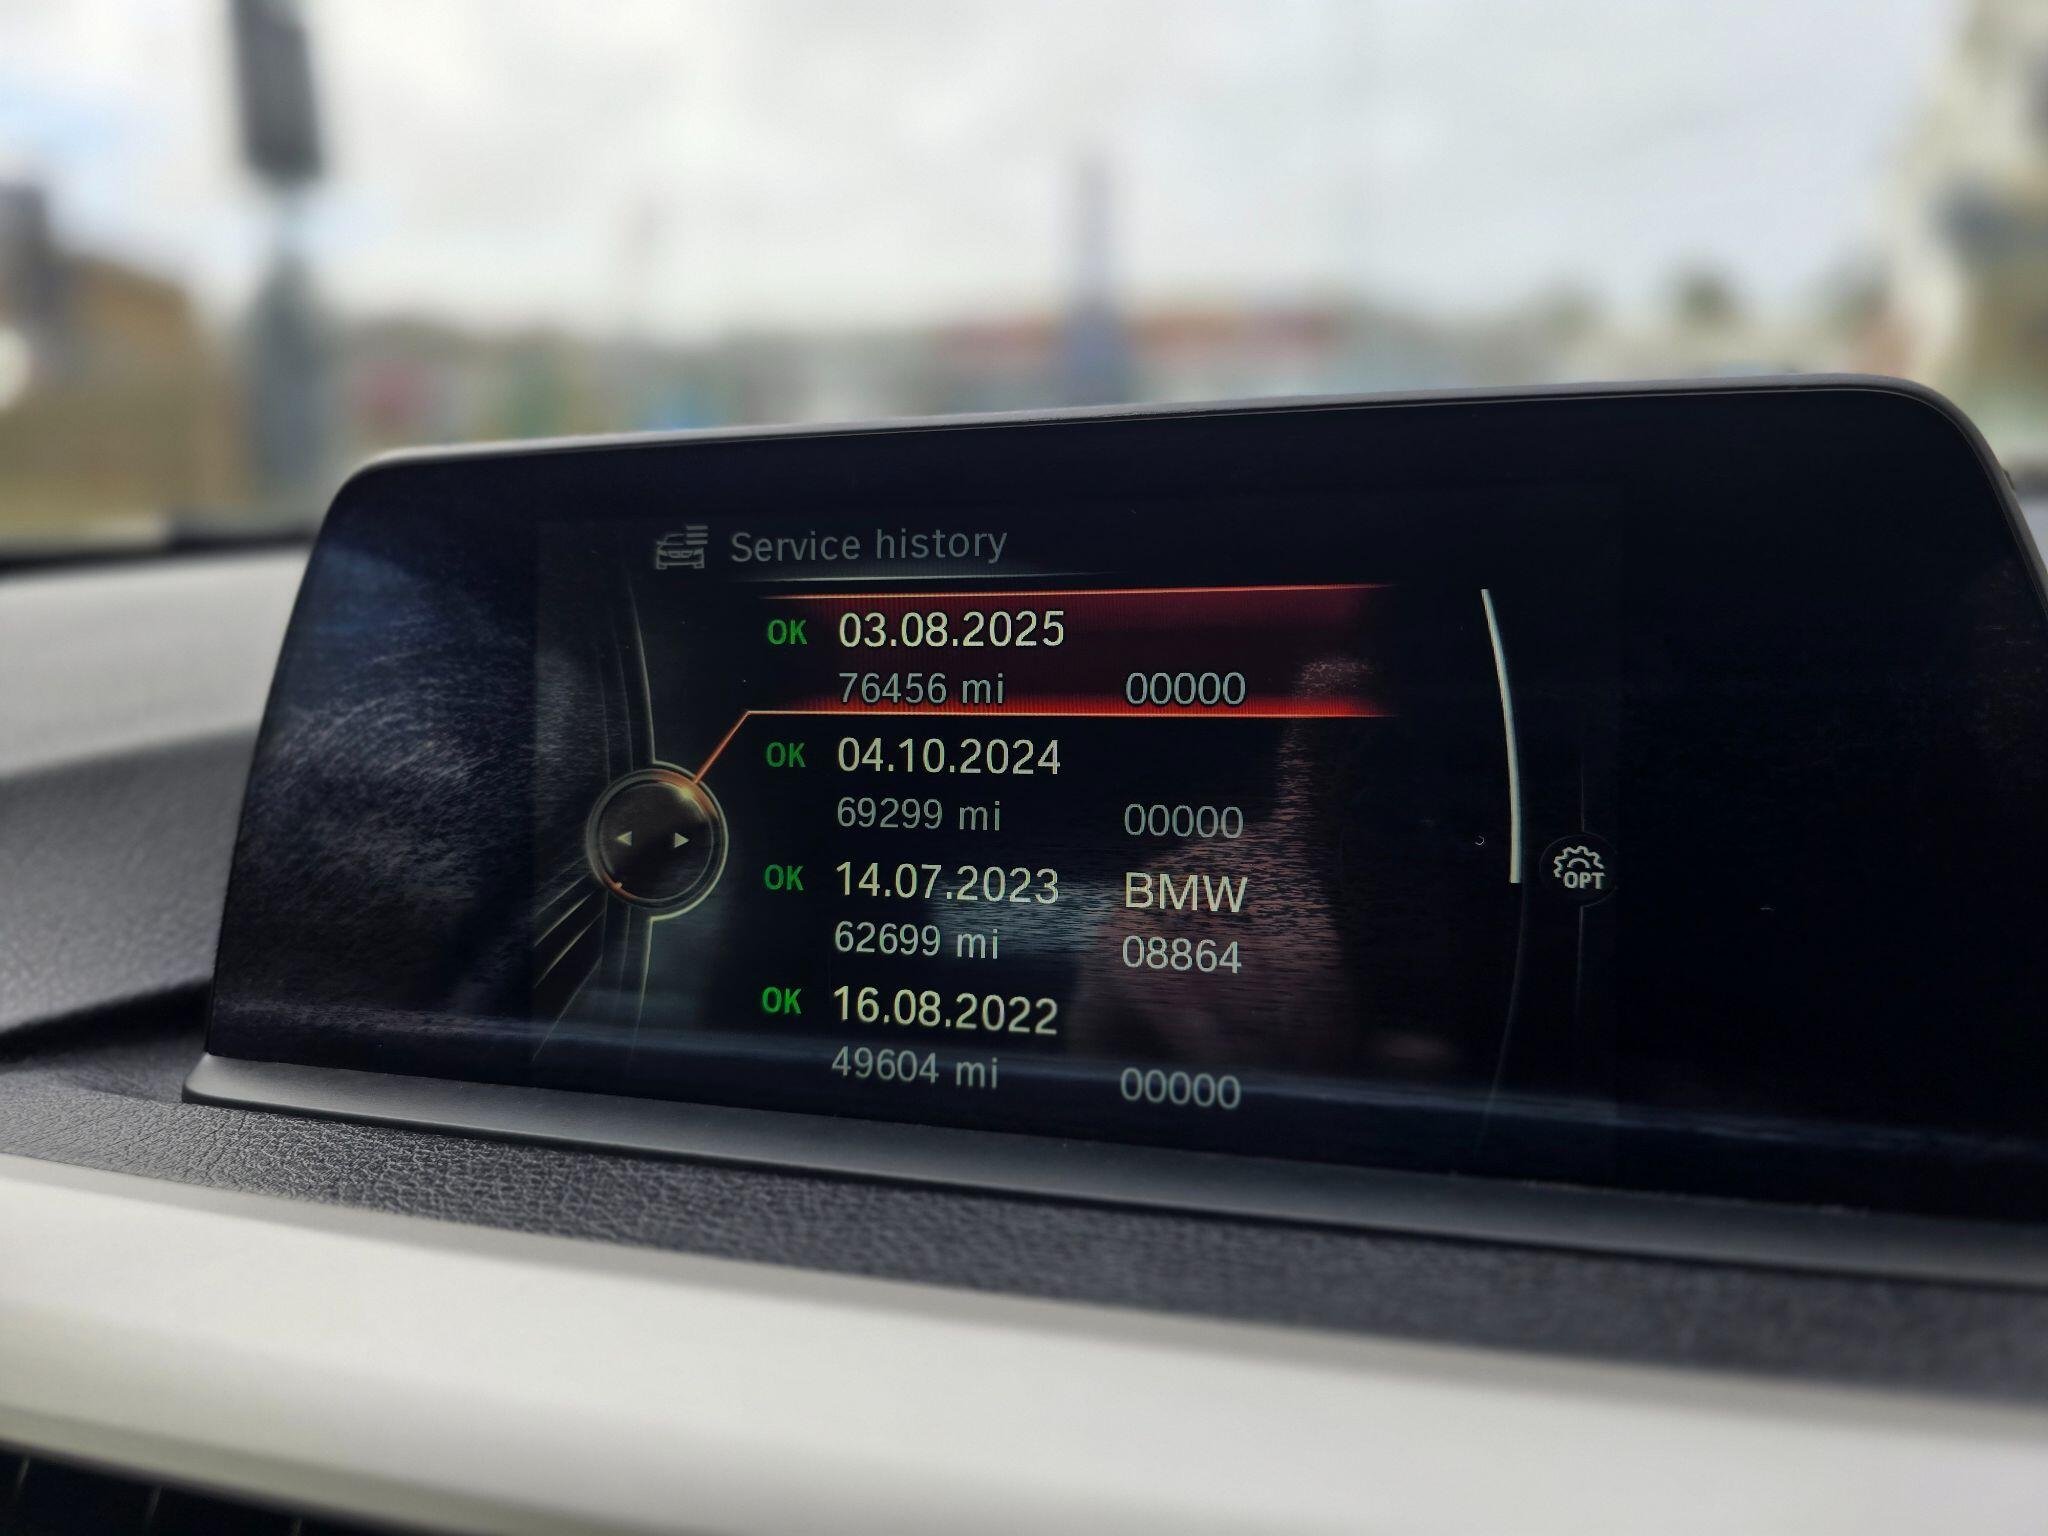 Service history
OK 03.08.2025
76456 mi 00000
OK 04.10.2024
69299 mi 00000
OK 14.07.2023 BMW
62699 mi 08864
OK 16.08.2022
49604 mi 00000
OPT